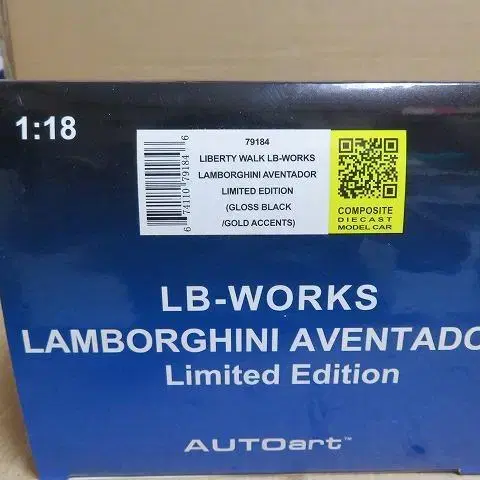 1:18
6 74110 79184 6
79184
LIBERTY WALK LB-WORKS
LAMBORGHINI AVENTADOR
LIMITED EDITION
(GLOSS BLACK
/GOLD ACCENTS)
COMPOSITE
DIECAST
MODEL CAR
LB-WORKS
LAMBORGHINI AVENTADO
Limited Edition
AUTOart™